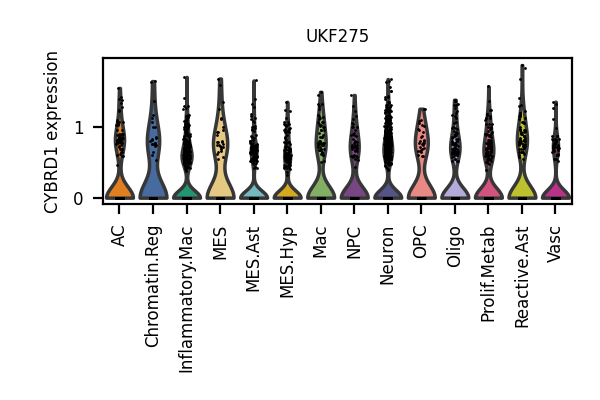 UKF275
CYBRD1 expression
1
0
AC
Chromatin.Reg
Inflammatory.Mac
MES
MES.Ast
MES.Hyp
Mac
NPC
Neuron
OPC
Oligo
Prolif.Metab
Reactive.Ast
Vasc